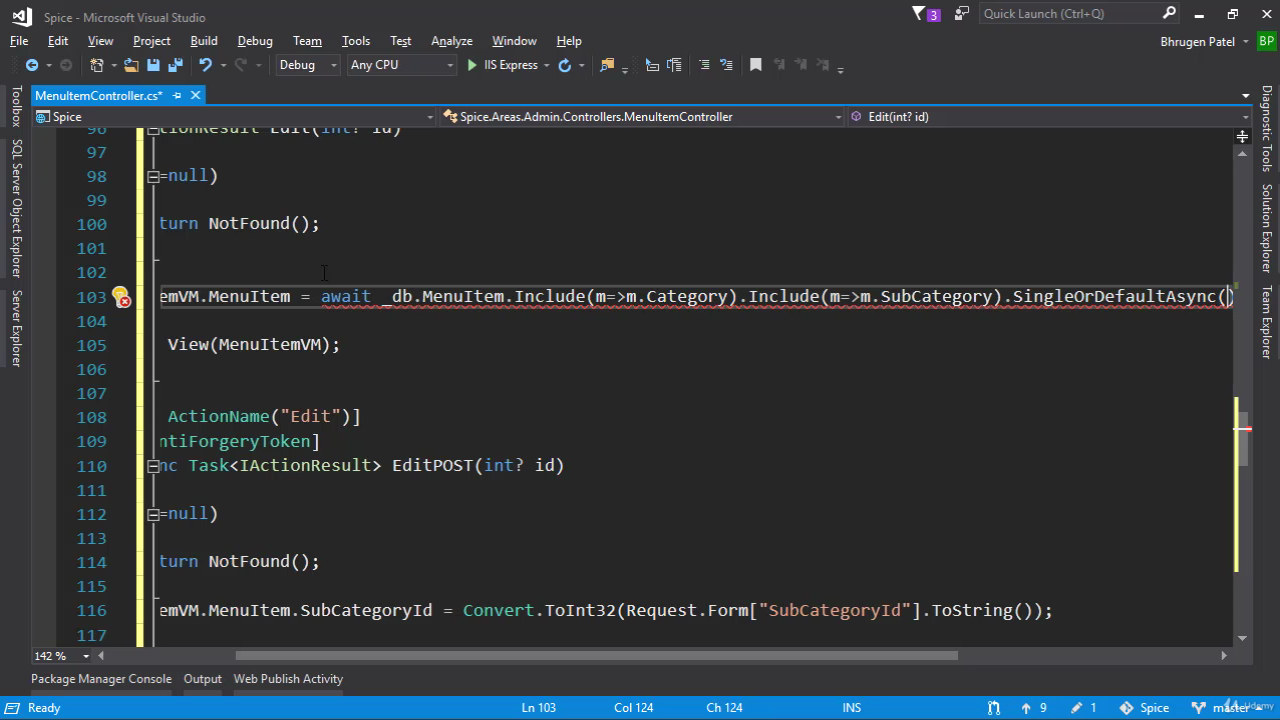 Spice - Microsoft Visual Studio
3
Quick Launch (Ctrl+Q)
File Edit View Project Build Debug Team Tools Test Analyze Window Help
Bhrugen Patel BP
Debug Any CPU IIS Express
MenuItemController.cs*
Spice Spice.Areas.Admin.Controllers.MenuItemController Edit(int? id)
96 tionResult Edit(int? id)
97
98 =null)
99
100 turn NotFound();
101
102
103 emVM.MenuItem = await _db.MenuItem.Include(m=>m.Category).Include(m=>m.SubCategory).SingleOrDefaultAsync()
104
105 View(MenuItemVM);
106
107
108 ActionName("Edit")]
109 ntiForgeryToken]
110 nc Task<IActionResult> EditPOST(int? id)
111
112 =null)
113
114 turn NotFound();
115
116 emVM.MenuItem.SubCategoryId = Convert.ToInt32(Request.Form["SubCategoryId"].ToString());
117
Toolbox
SQL Server Object Explorer
Server Explorer
Diagnostic Tools
Solution Explorer
Team Explorer
142 %
Package Manager Console Output Web Publish Activity
Ready Ln 103 Col 124 Ch 124 INS 9 1 Spice master
Udemy